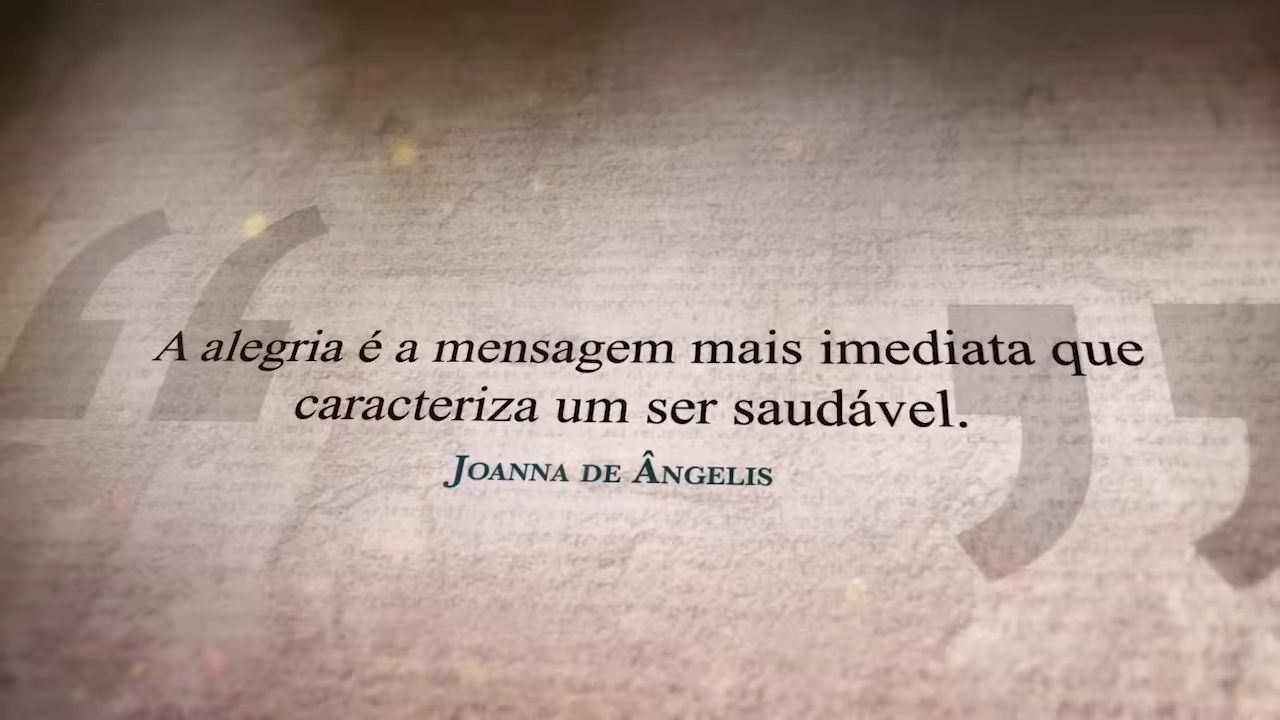 A alegria é a mensagem mais imediata que
caracteriza um ser saudável.
Joanna de Ângelis